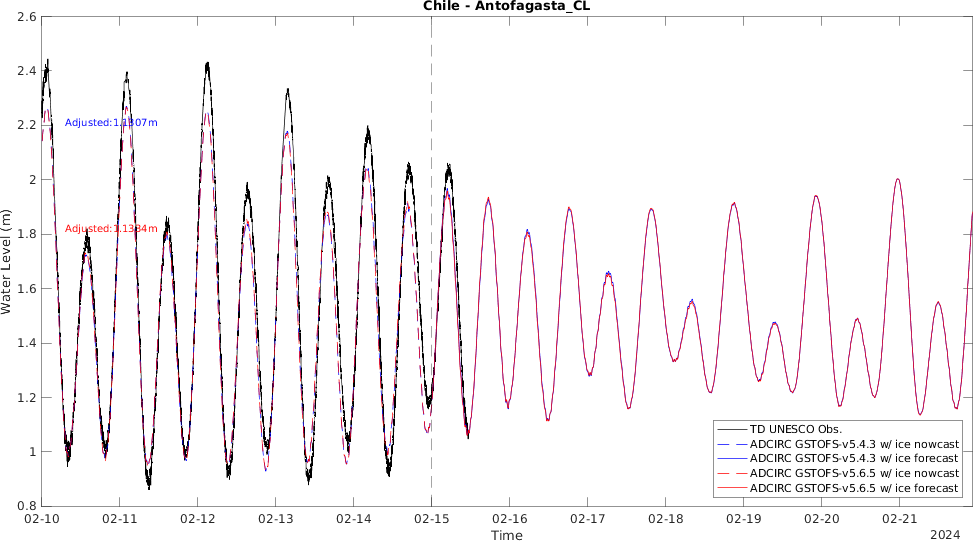 Chile - Antofagasta_CL
2.6
2.4
2.2
2
1.8
1.6
1.4
1.2
1
0.8
Water Level (m)
Adjusted:1.1307m
Adjusted:1.1334m
TD UNESCO Obs.
ADCIRC GSTOFS-v5.4.3 w/ ice nowcast
ADCIRC GSTOFS-v5.4.3 w/ ice forecast
ADCIRC GSTOFS-v5.6.5 w/ ice nowcast
ADCIRC GSTOFS-v5.6.5 w/ ice forecast
02-10 02-11 02-12 02-13 02-14 02-15 02-16 02-17 02-18 02-19 02-20 02-21
Time
2024